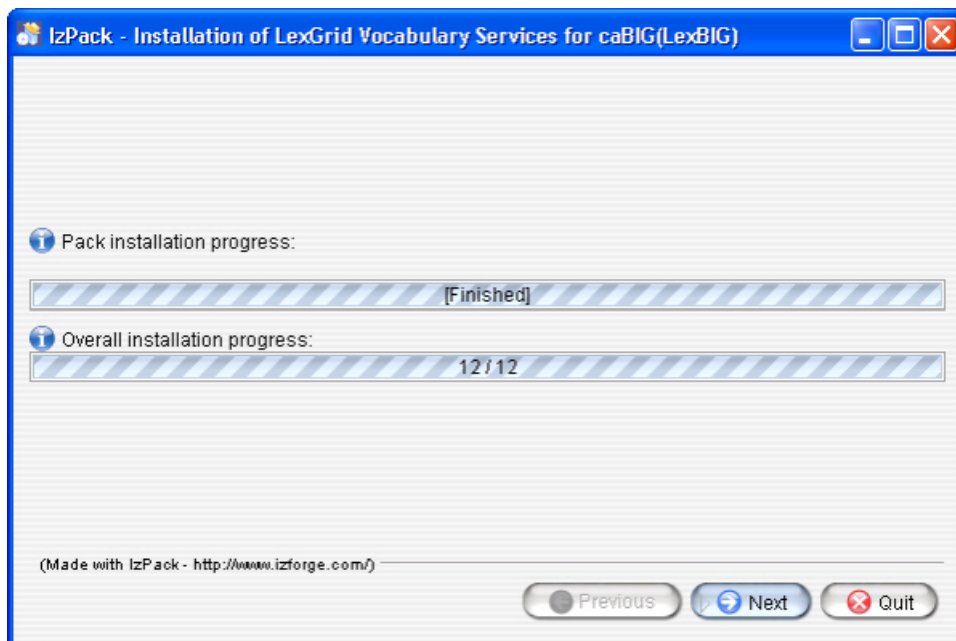 IzPack - Installation of LexGrid Vocabulary Services for caBIG(LexBIG)
Pack installation progress:
[Finished]
Overall installation progress:
12 / 12
(Made with IzPack - http://www.izforge.com/)
Previous Next Quit